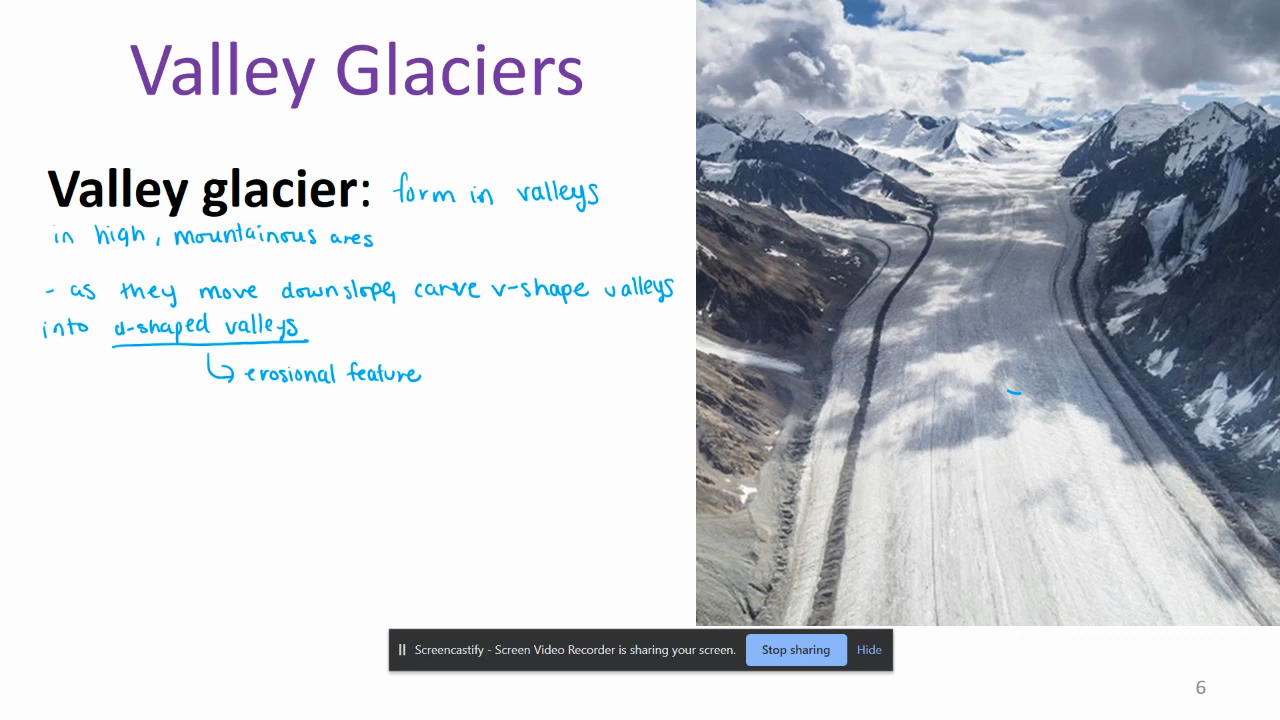 Valley Glaciers
Valley glacier: form in valleys
in high, mountainous ares
- as they move downslope, carve v-shape valleys
into u-shaped valleys
erosional feature
Screencastify - Screen Video Recorder is sharing your screen. Stop sharing Hide
6